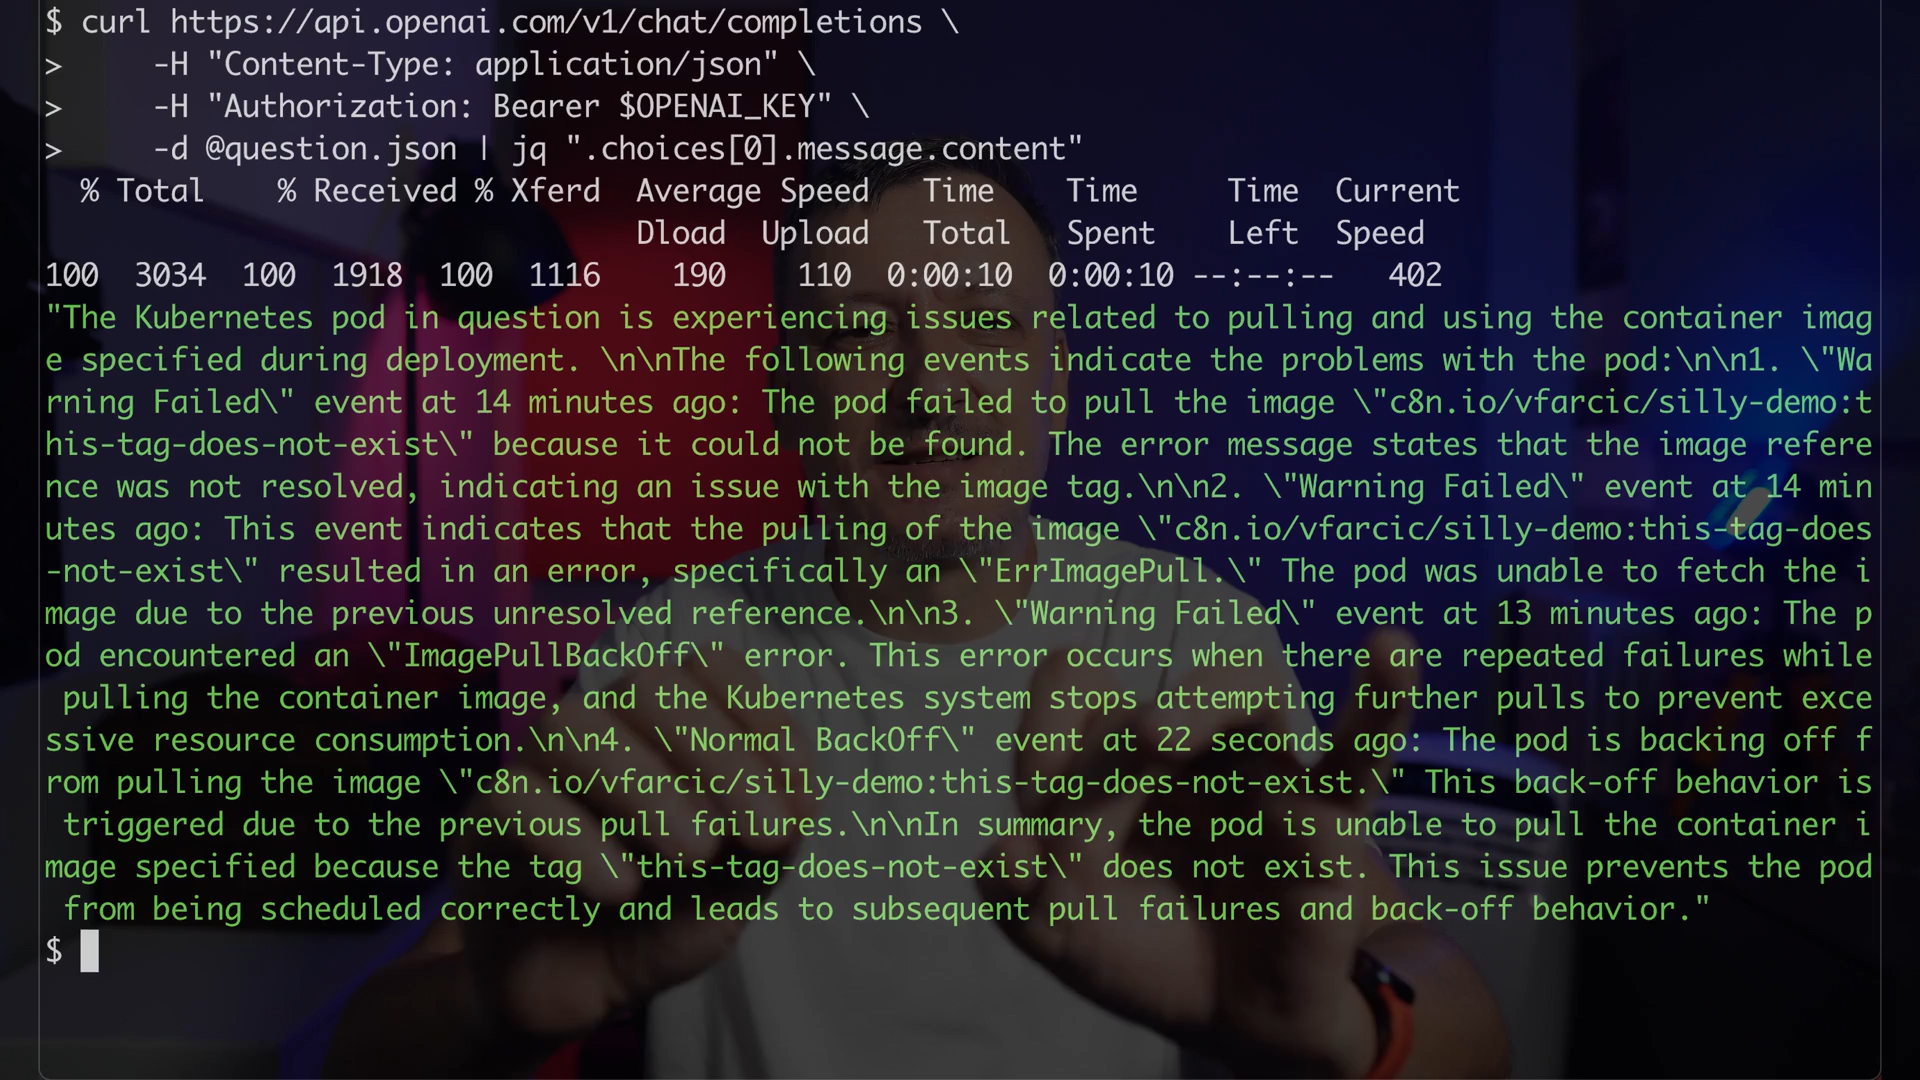 $ curl https://api.openai.com/v1/chat/completions \
>     -H "Content-Type: application/json" \
>     -H "Authorization: Bearer $OPENAI_KEY" \
>     -d @question.json | jq ".choices[0].message.content"
  % Total    % Received % Xferd  Average Speed   Time    Time     Time  Current
                                 Dload  Upload   Total   Spent    Left  Speed
100  3034  100  1918  100  1116    190    110  0:00:10  0:00:10 --:--:--   402
"The Kubernetes pod in question is experiencing issues related to pulling and using the container imag
e specified during deployment. \n\nThe following events indicate the problems with the pod:\n\n1. \"Wa
rning Failed\" event at 14 minutes ago: The pod failed to pull the image \"c8n.io/vfarcic/silly-demo:t
his-tag-does-not-exist\" because it could not be found. The error message states that the image refere
nce was not resolved, indicating an issue with the image tag.\n\n2. \"Warning Failed\" event at 14 min
utes ago: This event indicates that the pulling of the image \"c8n.io/vfarcic/silly-demo:this-tag-does
-not-exist\" resulted in an error, specifically an \"ErrImagePull.\" The pod was unable to fetch the i
mage due to the previous unresolved reference.\n\n3. \"Warning Failed\" event at 13 minutes ago: The p
od encountered an \"ImagePullBackOff\" error. This error occurs when there are repeated failures while
 pulling the container image, and the Kubernetes system stops attempting further pulls to prevent exce
ssive resource consumption.\n\n4. \"Normal BackOff\" event at 22 seconds ago: The pod is backing off f
rom pulling the image \"c8n.io/vfarcic/silly-demo:this-tag-does-not-exist.\" This back-off behavior is
 triggered due to the previous pull failures.\n\nIn summary, the pod is unable to pull the container i
mage specified because the tag \"this-tag-does-not-exist\" does not exist. This issue prevents the pod
 from being scheduled correctly and leads to subsequent pull failures and back-off behavior."
$